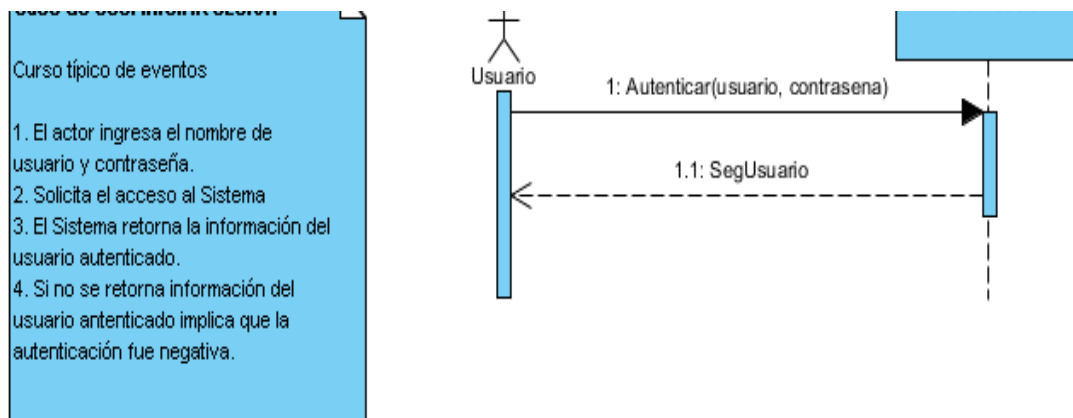 Curso típico de eventos
1. El actor ingresa el nombre de
usuario y contraseña.
2. Solicita el acceso al Sistema
3. El Sistema retorna la información del
usuario autenticado.
4. Si no se retorna información del
usuario antenticado implica que la
autenticación fue negativa.
Usuario
1: Autenticar(usuario, contrasena)
1.1: SegUsuario